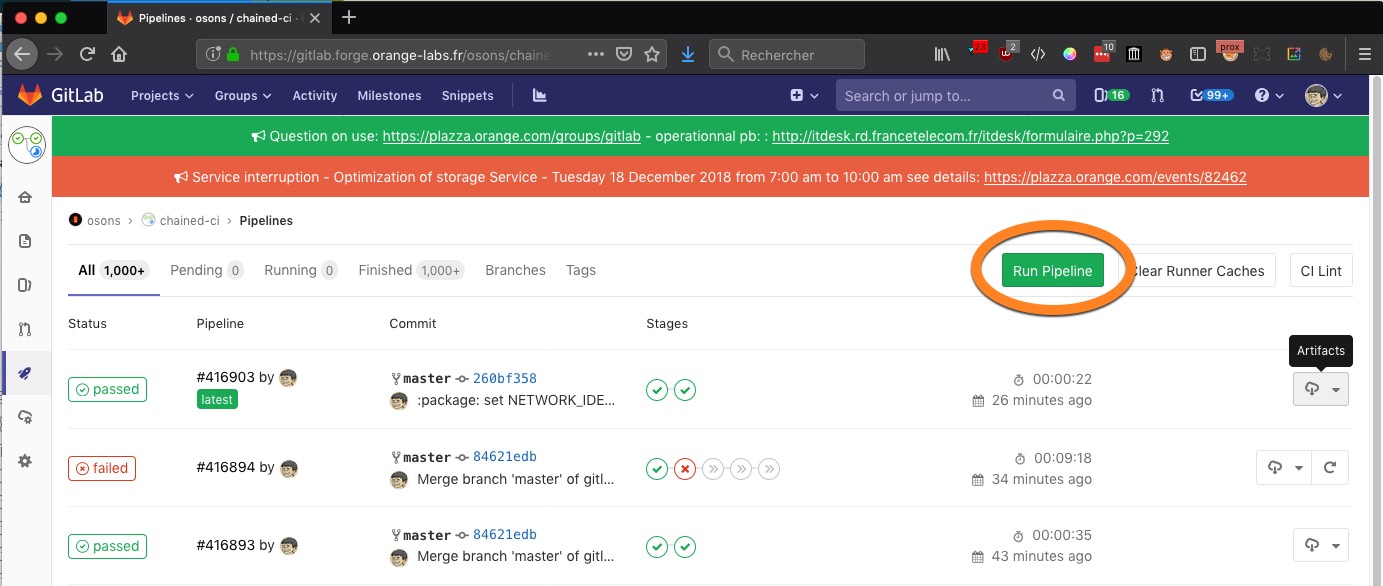 Pipelines · osons / chained-ci ·
https://gitlab.forge.orange-labs.fr/osons/chaine
Rechercher
23
2
10
prox
GitLab
Projects
Groups
Activity
Milestones
Snippets
Search or jump to...
16
99+
Question on use: https://plazza.orange.com/groups/gitlab - operationnal pb: : http://itdesk.rd.francetelecom.fr/itdesk/formulaire.php?p=292
Service interruption - Optimization of storage Service - Tuesday 18 December 2018 from 7:00 am to 10:00 am see details: https://plazza.orange.com/events/82462
osons › chained-ci › Pipelines
All 1,000+
Pending 0
Running 0
Finished 1,000+
Branches
Tags
Run Pipeline
Clear Runner Caches
CI Lint
Status
Pipeline
Commit
Stages
Artifacts
passed
#416903 by
latest
master 260bf358
:package: set NETWORK_IDE...
00:00:22
26 minutes ago
failed
#416894 by
master 84621edb
Merge branch 'master' of gitl...
00:09:18
34 minutes ago
passed
#416893 by
master 84621edb
Merge branch 'master' of gitl...
00:00:35
43 minutes ago